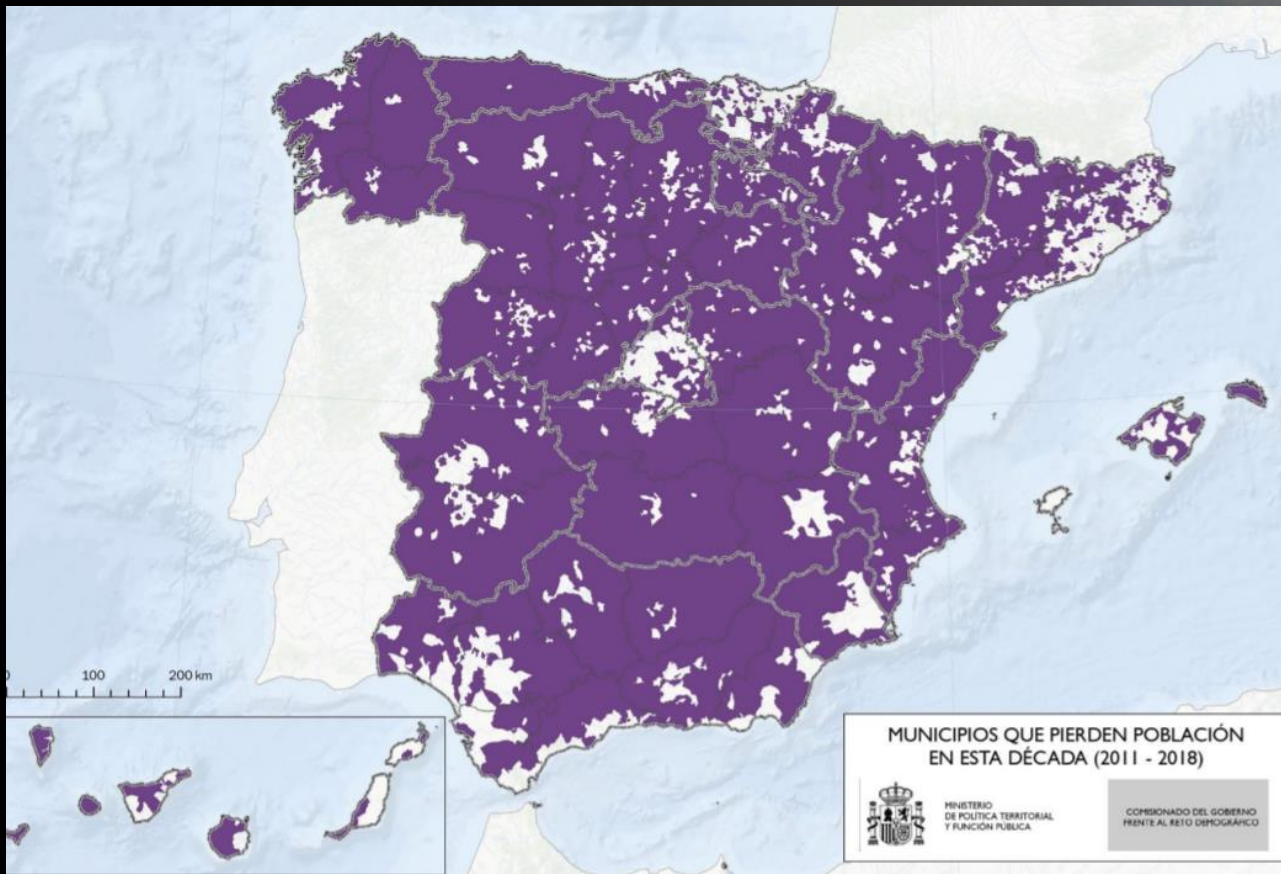 0 100 200 km
MUNICIPIOS QUE PIERDEN POBLACIÓN
EN ESTA DÉCADA (2011 - 2018)
MINISTERIO
DE POLÍTICA TERRITORIAL
Y FUNCIÓN PÚBLICA
COMISIONADO DEL GOBIERNO
FRENTE AL RETO DEMOGRÁFICO